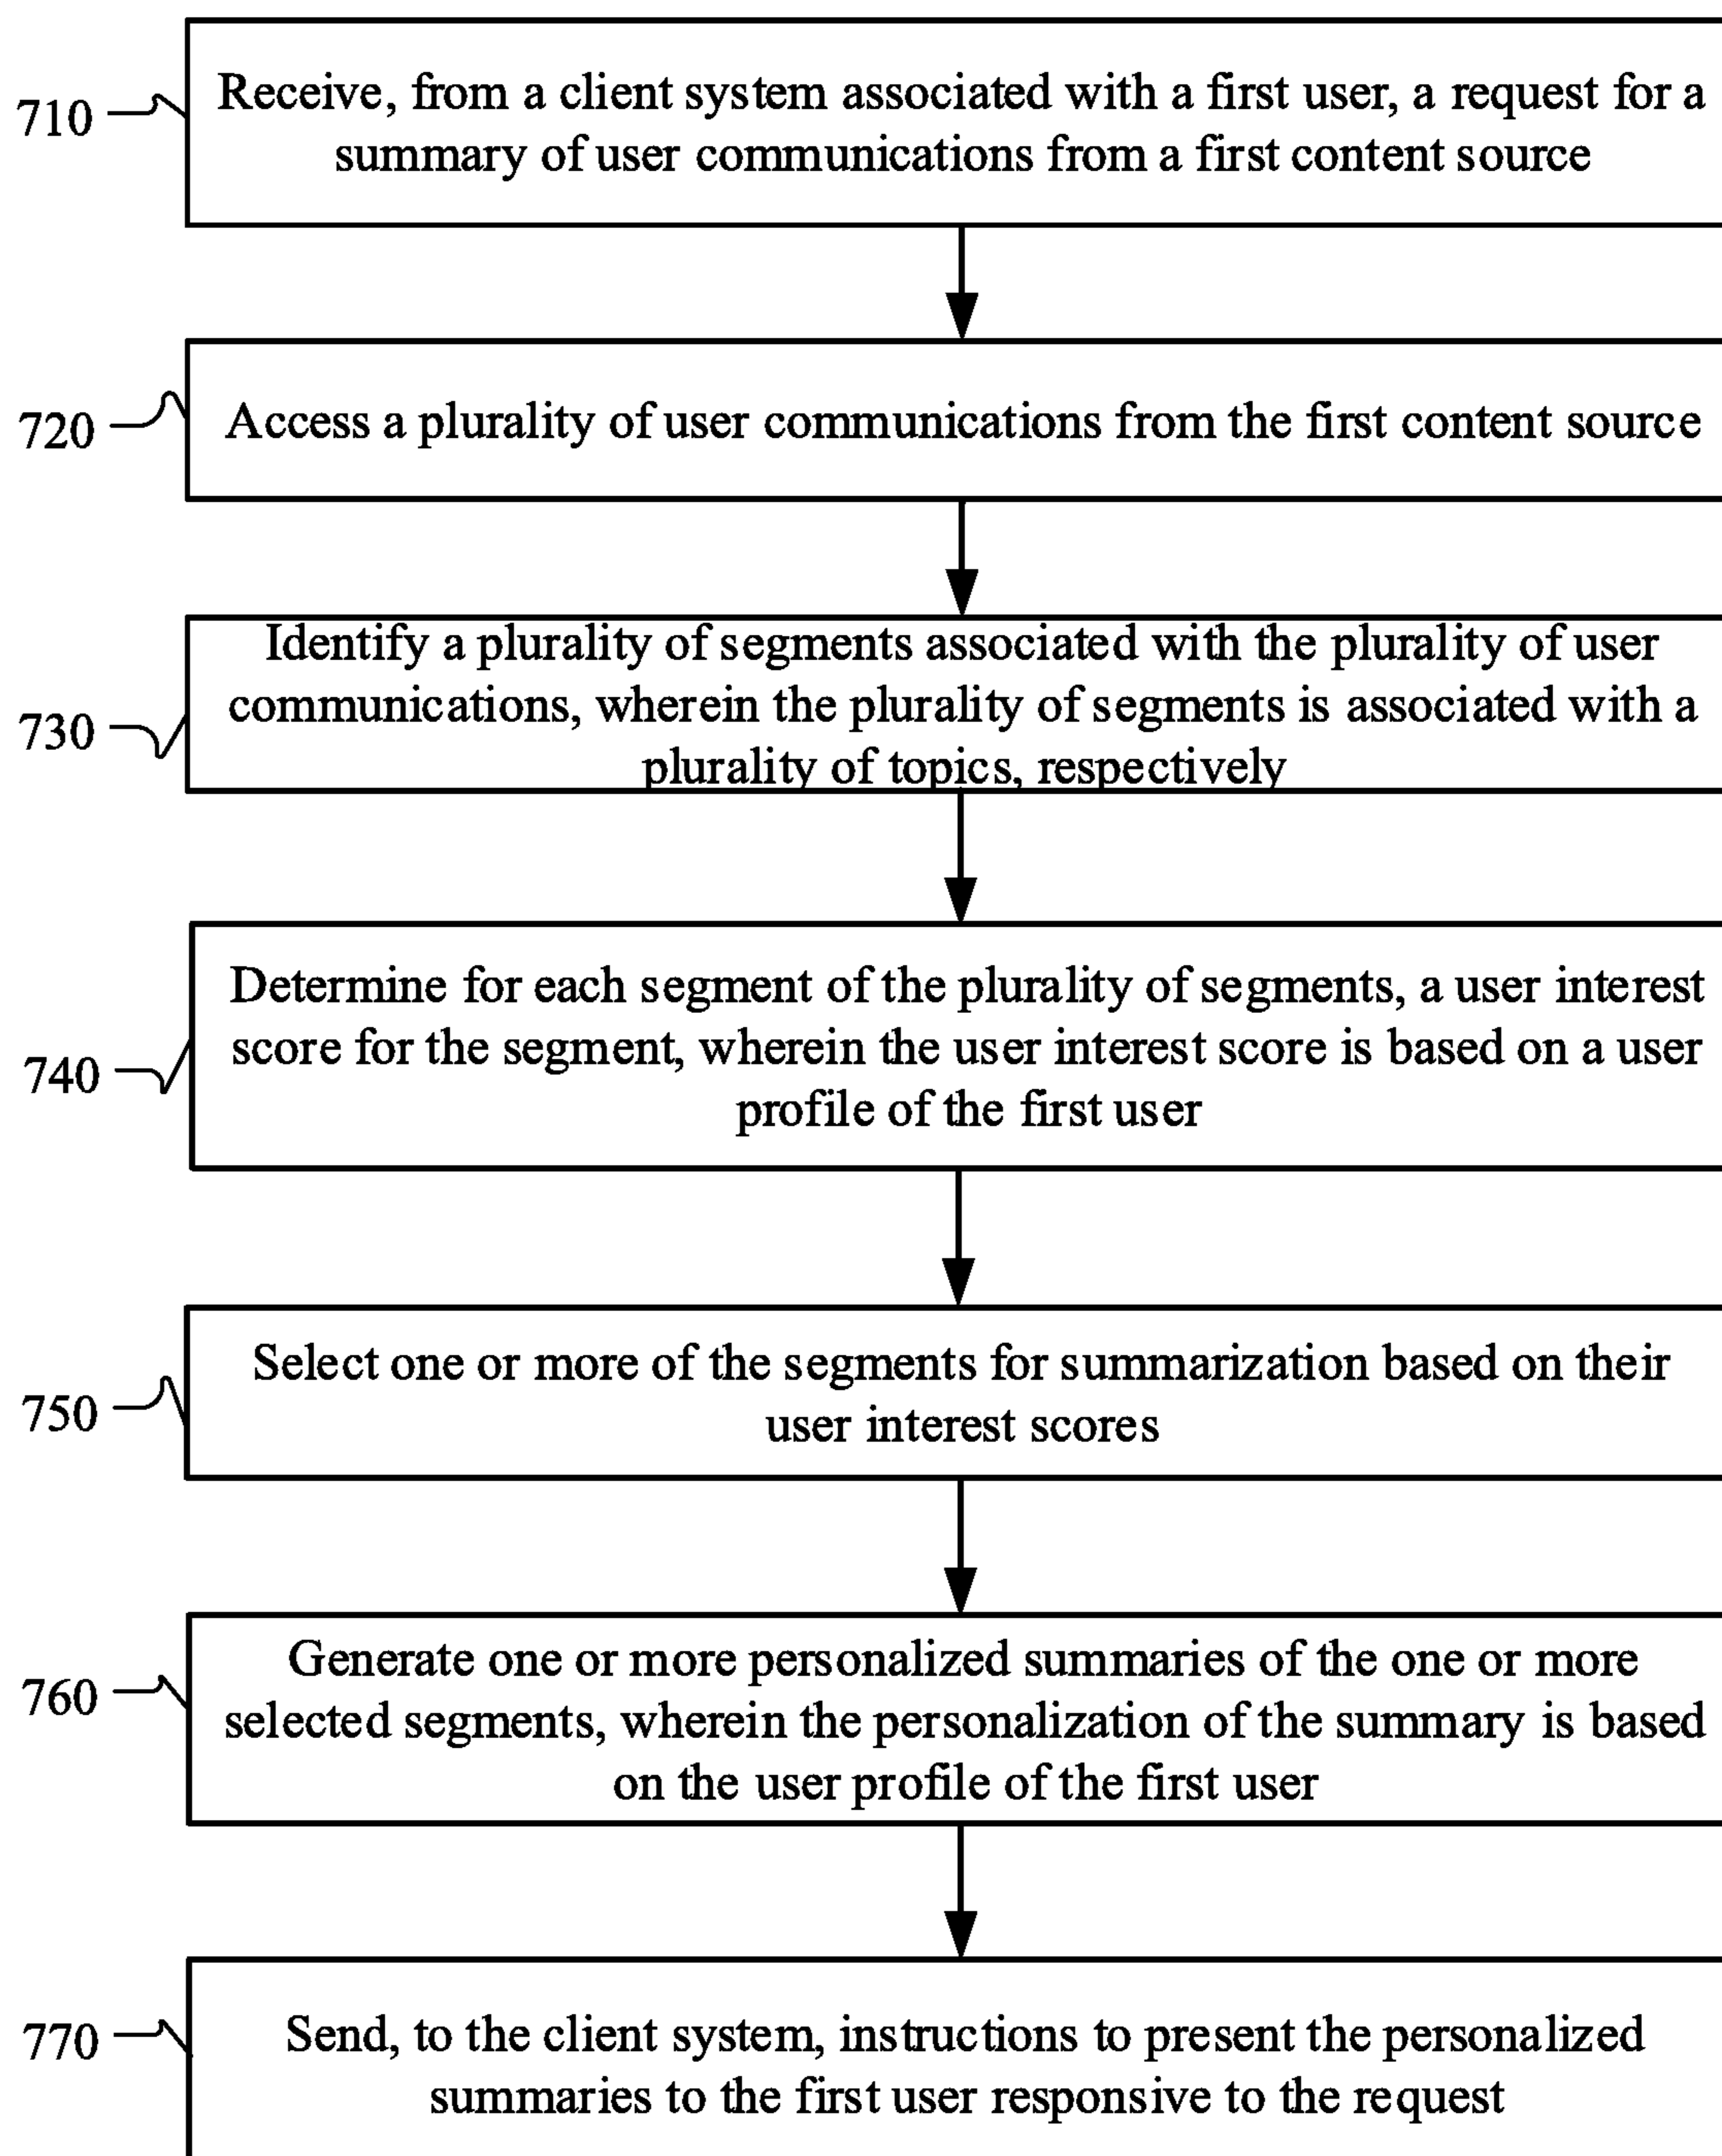 710
Receive, from a client system associated with a first user, a request for a
summary of user communications from a first content source
720
Access a plurality of user communications from the first content source
730
Identify a plurality of segments associated with the plurality of user
communications, wherein the plurality of segments is associated with a
plurality of topics, respectively
740
Determine for each segment of the plurality of segments, a user interest
score for the segment, wherein the user interest score is based on a user
profile of the first user
750
Select one or more of the segments for summarization based on their
user interest scores
760
Generate one or more personalized summaries of the one or more
selected segments, wherein the personalization of the summary is based
on the user profile of the first user
770
Send, to the client system, instructions to present the personalized
summaries to the first user responsive to the request